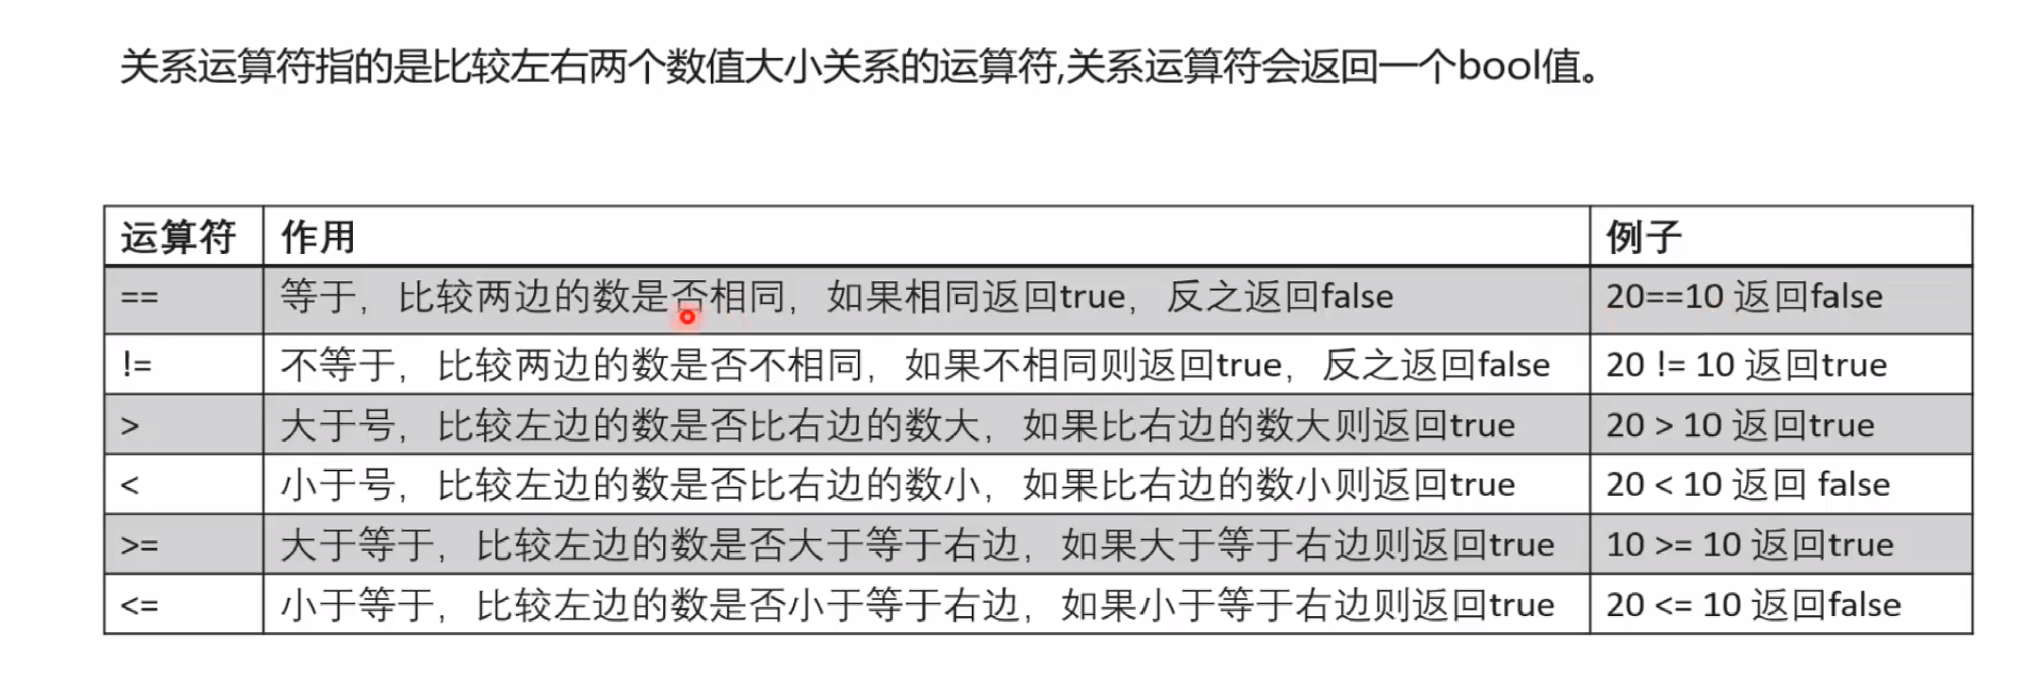 关系运算符指的是比较左右两个数值大小关系的运算符,关系运算符会返回一个bool值。
运算符 作用 例子
== 等于，比较两边的数是否相同，如果相同返回true，反之返回false 20==10 返回false
!= 不等于，比较两边的数是否不相同，如果不相同则返回true，反之返回false 20 != 10 返回true
> 大于号，比较左边的数是否比右边的数大，如果比右边的数大则返回true 20 > 10 返回true
< 小于号，比较左边的数是否比右边的数小，如果比右边的数小则返回true 20 < 10 返回 false
>= 大于等于，比较左边的数是否大于等于右边，如果大于等于右边则返回true 10 >= 10 返回true
<= 小于等于，比较左边的数是否小于等于右边，如果小于等于右边则返回true 20 <= 10 返回false